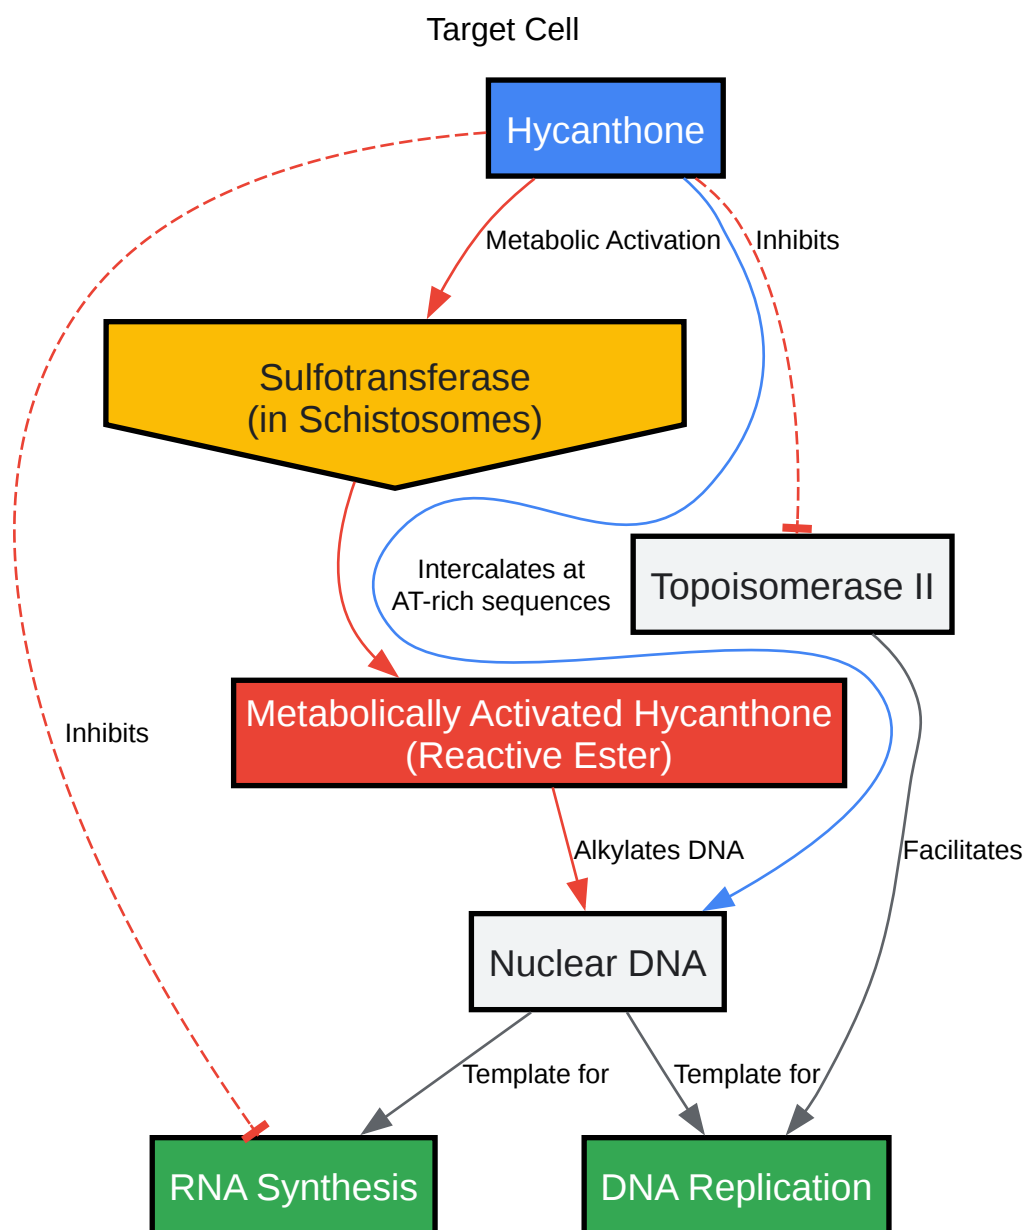 Target Cell
Hycanthone
Metabolic Activation
Inhibits
Sulfotransferase
(in Schistosomes)
Intercalates at
AT-rich sequences
Topoisomerase II
Metabolically Activated Hycanthone
(Reactive Ester)
Inhibits
Alkylates DNA
Facilitates
Nuclear DNA
Template for
Template for
RNA Synthesis
DNA Replication